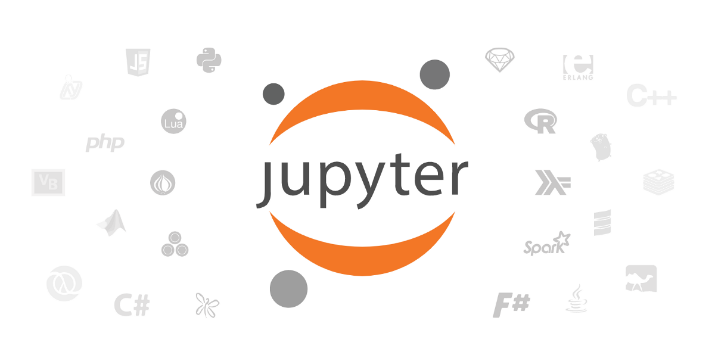 JS
ERLANG
C++
Lua
R
php
jupyter
VB
Spark
C#
F#